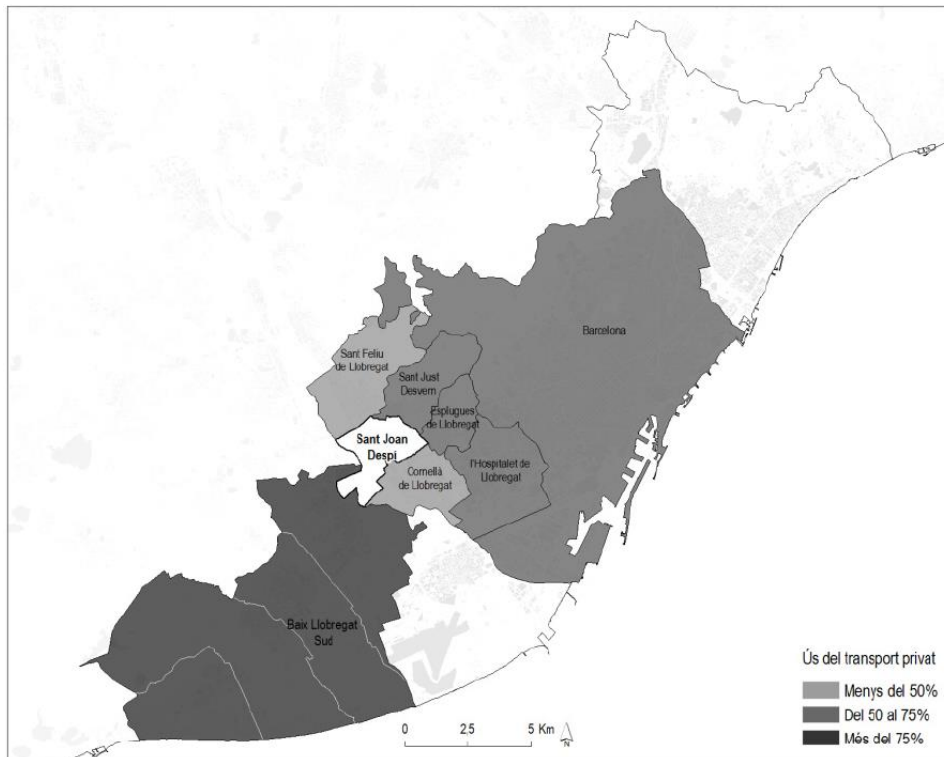 Barcelona
Sant Feliu
de Llobregat
Sant Just
Desvern
Esplugues
de Llobregat
Sant Joan
Despí
Cornellà
de Llobregat
l'Hospitalet de
Llobregat
Baix Llobregat
Sud
Ús del transport privat
Menys del 50%
Del 50 al 75%
Més del 75%
0 2.5 5 Km
N